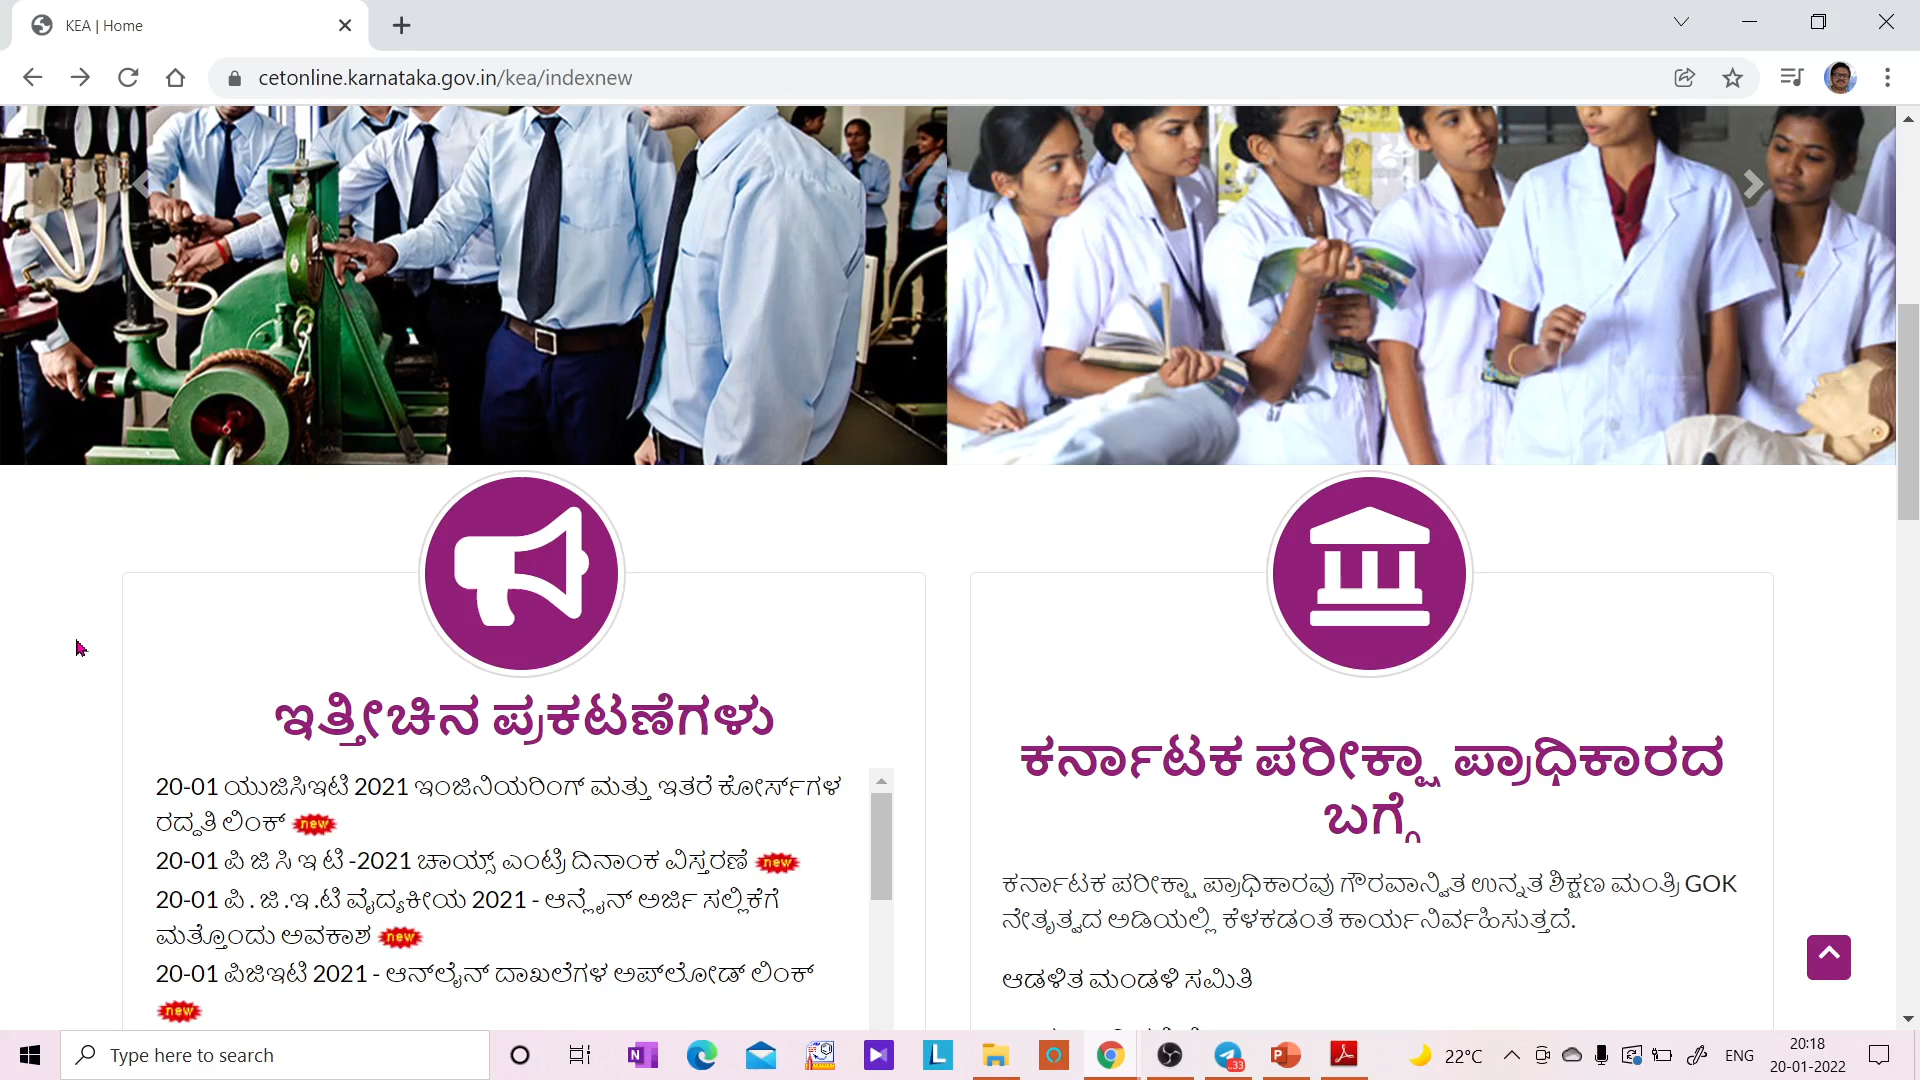 KEA | Home
cetonline.karnataka.gov.in/kea/indexnew
ಇತ್ತೀಚಿನ ಪ್ರಕಟಣೆಗಳು
20-01 ಯುಜಿಸಿಇಟಿ 2021 ಇಂಜಿನಿಯರಿಂಗ್ ಮತ್ತು ಇತರೆ ಕೋರ್ಸ್‌ಗಳ
ರದ್ದತಿ ಲಿಂಕ್ new
20-01 ಪಿ ಜಿ ಸಿ ಇ ಟಿ -2021 ಚಾಯ್ಸ್ ಎಂಟ್ರಿ ದಿನಾಂಕ ವಿಸ್ತರಣೆ new
20-01 ಪಿ . ಜಿ .ಇ .ಟಿ ವೈದ್ಯಕೀಯ 2021 - ಆನ್ಲೈನ್ ಅರ್ಜಿ ಸಲ್ಲಿಕೆಗೆ
ಮತ್ತೊಂದು ಅವಕಾಶ new
20-01 ಪಿಜಿಇಟಿ 2021 - ಆನ್‌ಲೈನ್ ದಾಖಲೆಗಳ ಅಪ್‌ಲೋಡ್ ಲಿಂಕ್
new
ಕರ್ನಾಟಕ ಪರೀಕ್ಷಾ ಪ್ರಾಧಿಕಾರದ
ಬಗ್ಗೆ
ಕರ್ನಾಟಕ ಪರೀಕ್ಷಾ ಪ್ರಾಧಿಕಾರವು ಗೌರವಾನ್ವಿತ ಉನ್ನತ ಶಿಕ್ಷಣ ಮಂತ್ರಿ GOK
ನೇತೃತ್ವದ ಅಡಿಯಲ್ಲಿ ಕೆಳಕಂಡಂತೆ ಕಾರ್ಯನಿರ್ವಹಿಸುತ್ತದೆ.
ಆಡಳಿತ ಮಂಡಳಿ ಸಮಿತಿ
Type here to search
33
22°C
ENG
20:18
20-01-2022